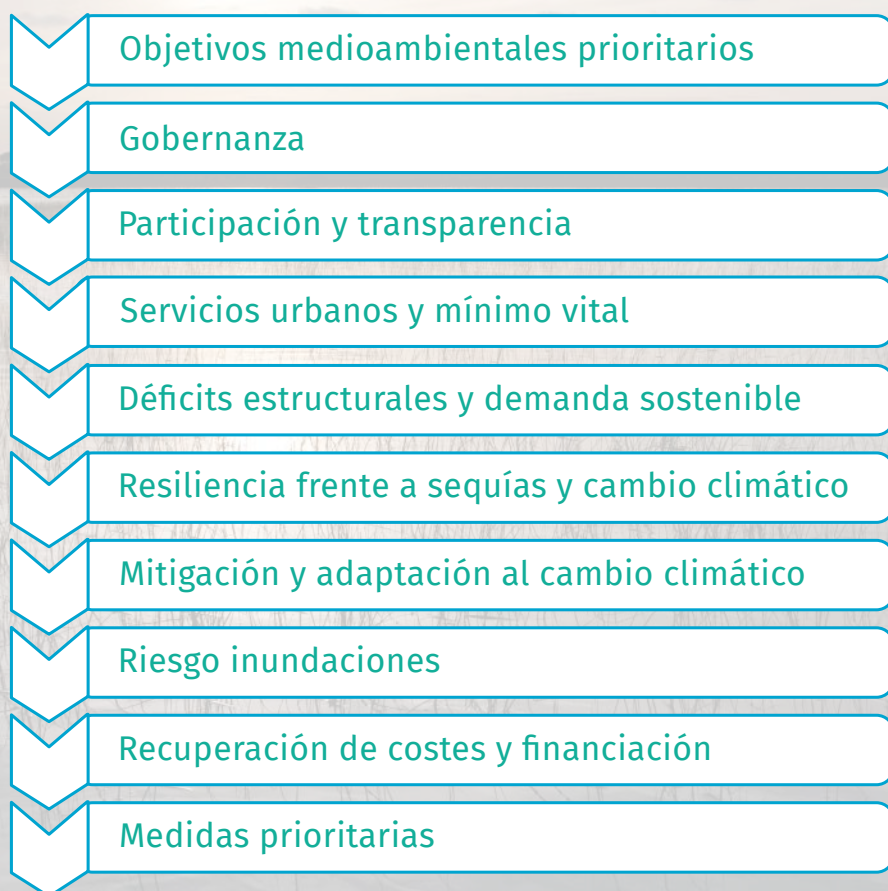 Objetivos medioambientales prioritarios
Gobernanza
Participación y transparencia
Servicios urbanos y mínimo vital
Déficits estructurales y demanda sostenible
Resiliencia frente a sequías y cambio climático
Mitigación y adaptación al cambio climático
Riesgo inundaciones
Recuperación de costes y financiación
Medidas prioritarias